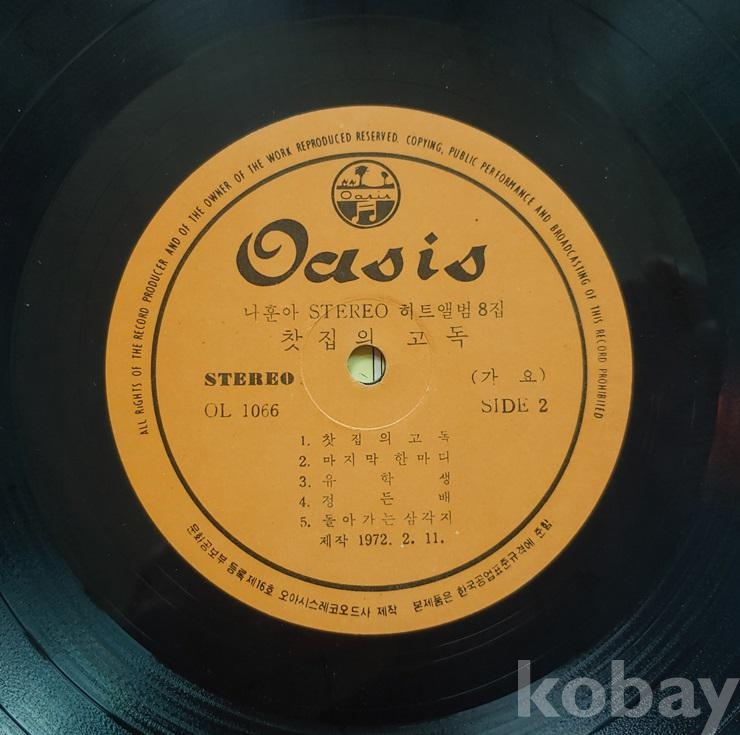 ALL RIGHTS OF THE RECORD PRODUCER AND OF THE OWNER OF THE WORK REPRODUCED RESERVED. COPYING, PUBLIC PERFORMANCE AND BROADCASTING OF THIS RECORD PROHIBITED
Oasis
Oasis
나훈아 STEREO 히트앨범 8집
찻집의 고독
STEREO (가 요)
OL 1066 SIDE 2
1. 찻집의고독
2. 마지막 한마디
3. 유학생
4. 정든배
5. 돌아가는삼각지
제작 1972. 2. 11.
문화공보부 등록 제16호 오아시스레코오드사 제작 본제품은 한국공업표준규격에 준함
kobay